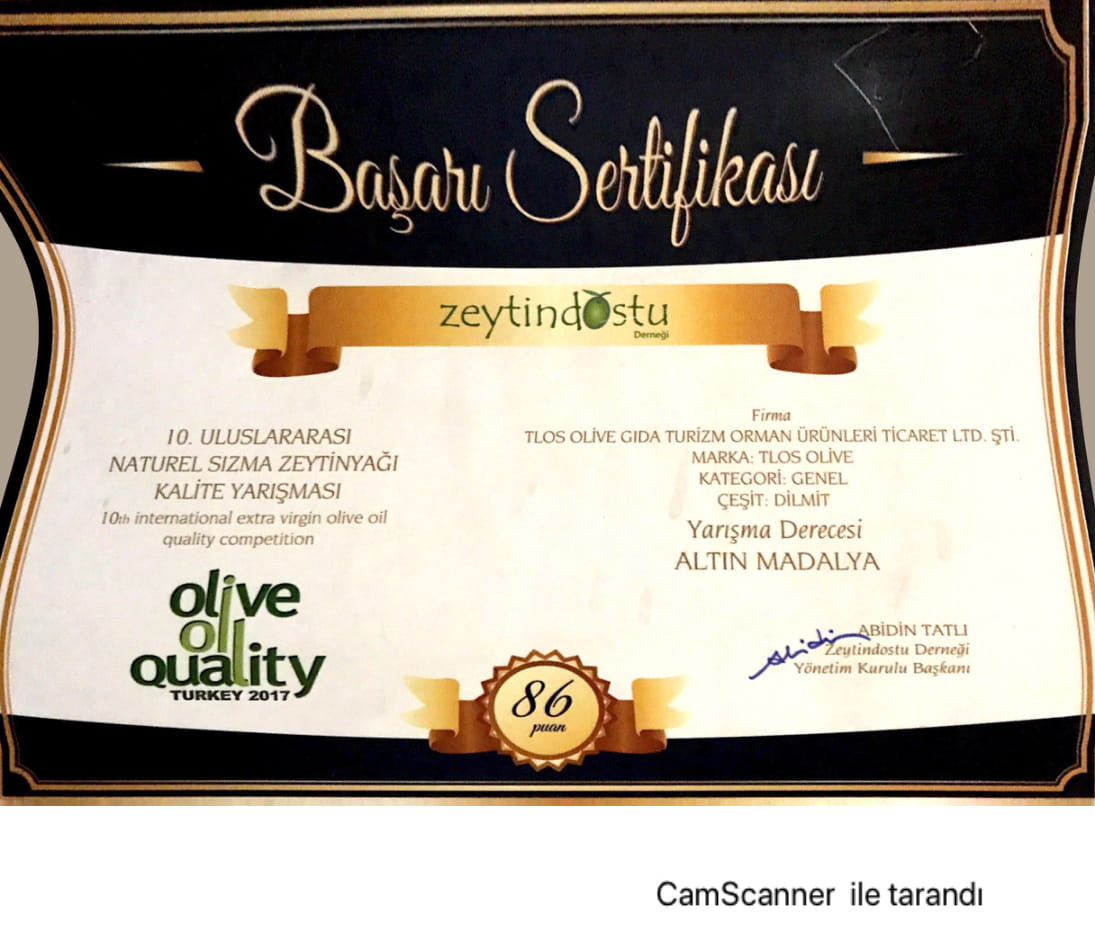 Başarı Sertifikası
zeytindostu
Derneği
10. ULUSLARARASI
NATUREL SIZMA ZEYTİNYAĞI
KALİTE YARIŞMASI
10th international extra virgin olive oil
quality competition
olive
oil
quality
TURKEY 2017
Firma
TLOS OLİVE GIDA TURİZM ORMAN ÜRÜNLERİ TİCARET LTD. ŞTİ.
MARKA: TLOS OLİVE
KATEGORİ: GENEL
ÇEŞİT: DİLMİT
Yarışma Derecesi
ALTIN MADALYA
Abidin
ABİDİN TATLI
Zeytindostu Derneği
Yönetim Kurulu Başkanı
86
puan
CamScanner ile tarandı